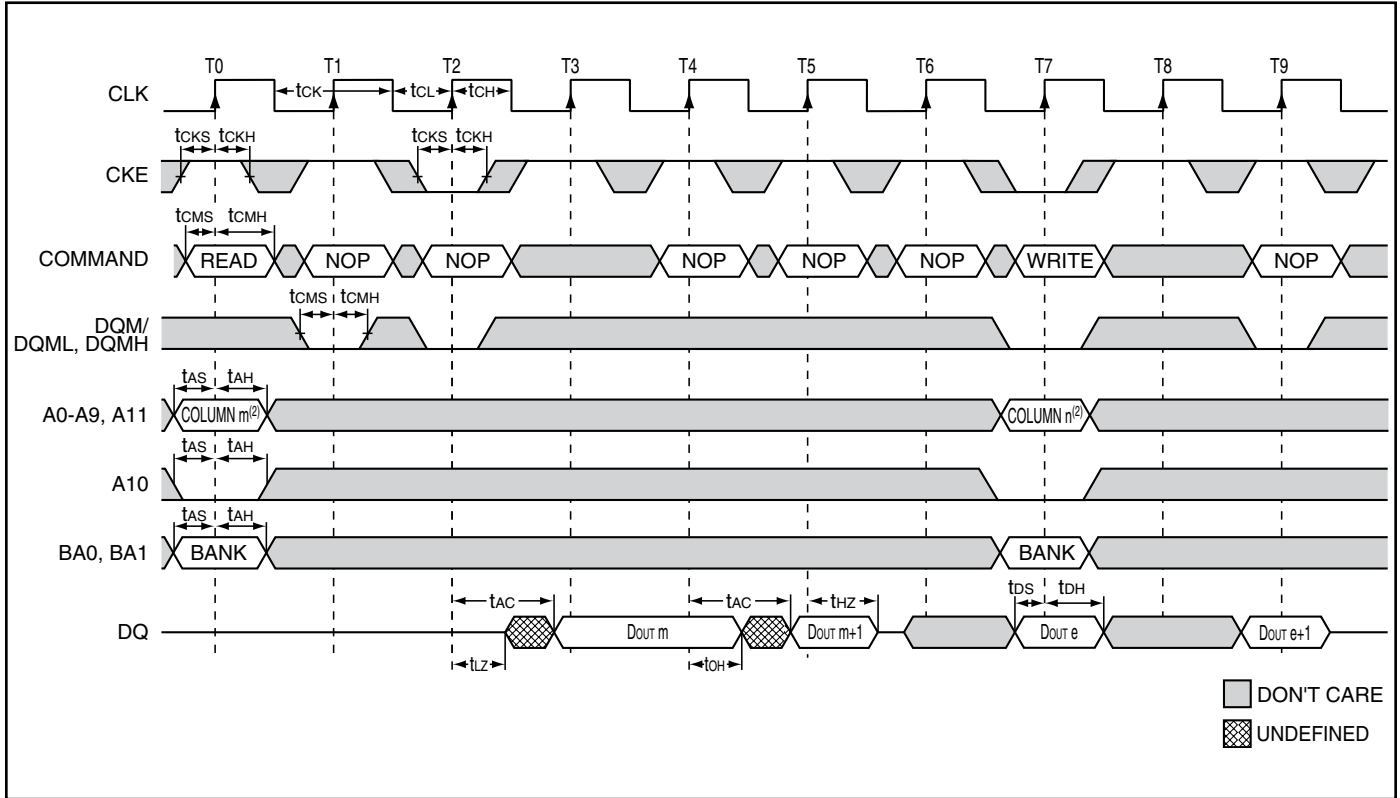 T0 T1 T2 T3 T4 T5 T6 T7 T8 T9
CLK
tCK tCL tCH
tCKS tCKH tCKS tCKH
CKE
tCMS tCMH
COMMAND READ NOP NOP NOP NOP NOP WRITE NOP
tCMS tCMH
DQM/
DQML, DQMH
tAS tAH
A0-A9, A11 COLUMN m(2) COLUMN n(2)
tAS tAH
A10
tAS tAH
BA0, BA1 BANK BANK
tAC tAC tHZ tDS tDH
DQ DOUT m DOUT m+1 DOUT e DOUT e+1
tLZ tOH
DON'T CARE
UNDEFINED